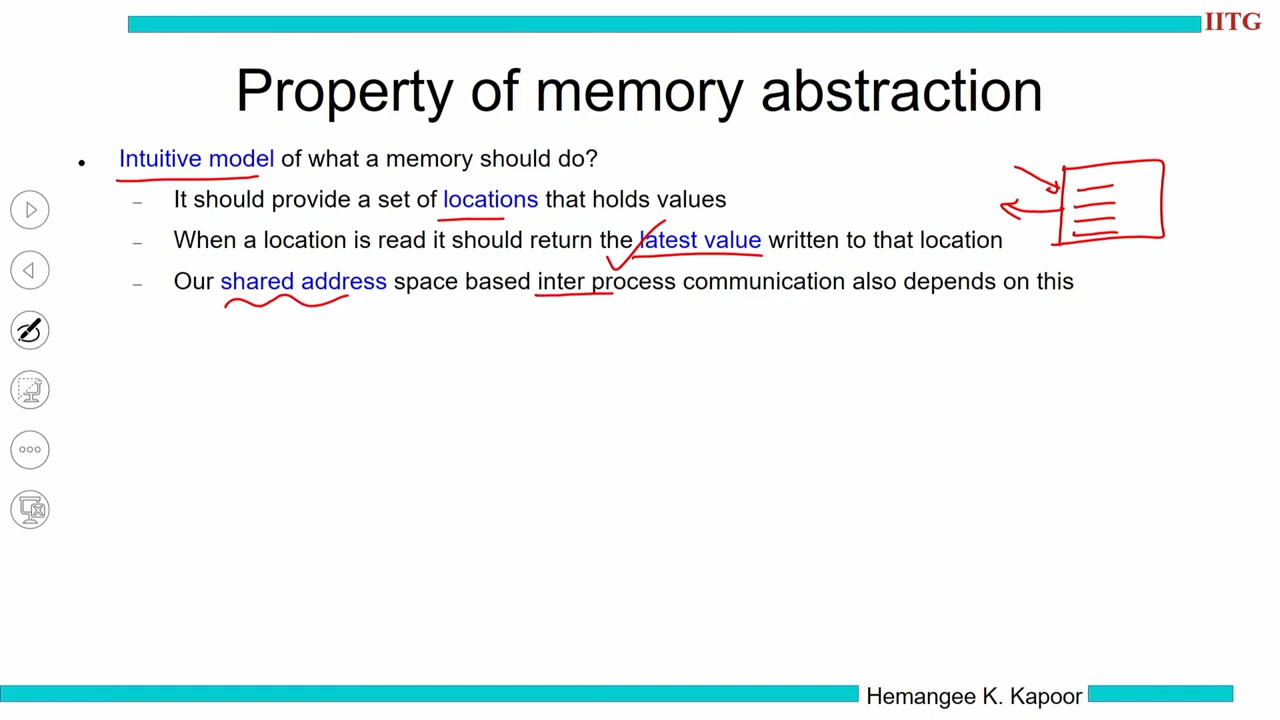 IITG
Property of memory abstraction
• Intuitive model of what a memory should do?
– It should provide a set of locations that holds values
– When a location is read it should return the latest value written to that location
– Our shared address space based inter process communication also depends on this
Hemangee K. Kapoor